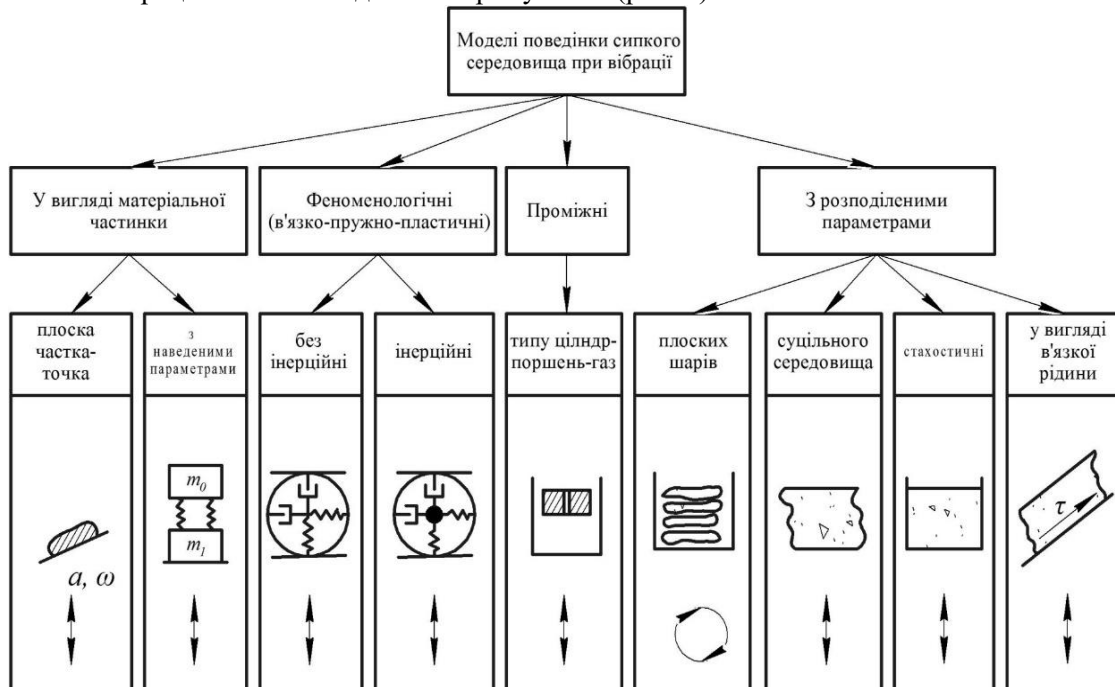 Моделі поведінки сипкого
середовища при вібрації
У вигляді матеріальної
частинки
Феноменологічні
(в'язко-пружно-пластичні)
Проміжні
З розподіленими
параметрами
плоска
частка-
точка
з
наведеними
параметрами
без
інерційні
інерційні
типу ціліндр-
поршень-газ
плоских
шарів
суцільного
середовища
стахостичні
у вигляді
в'язкої
рідини
m0
m1
a, ω
τ